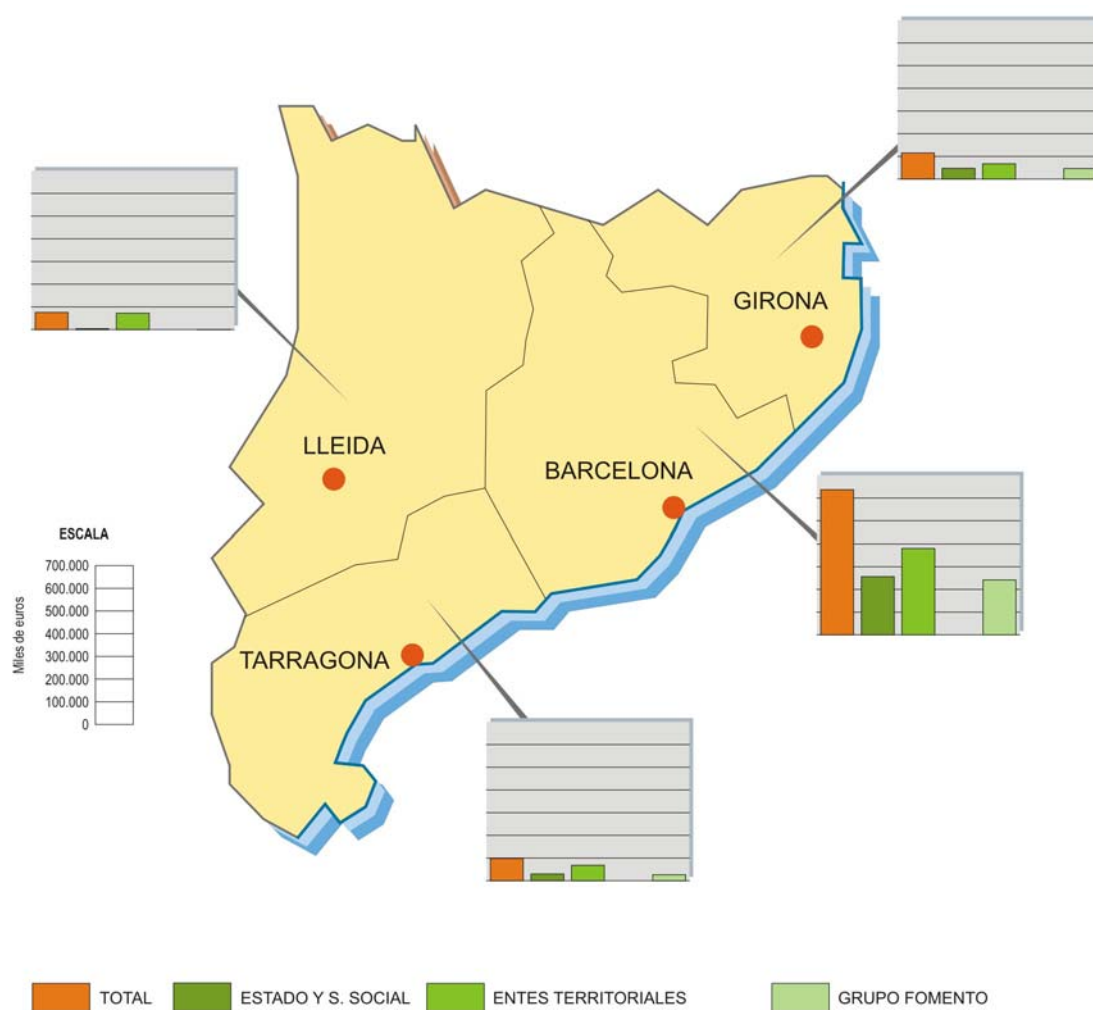 GIRONA
LLEIDA
BARCELONA
ESCALA
700.000
600.000
500.000
400.000
300.000
200.000
100.000
0
Miles de euros
TARRAGONA
TOTAL
ESTADO Y S. SOCIAL
ENTES TERRITORIALES
GRUPO FOMENTO